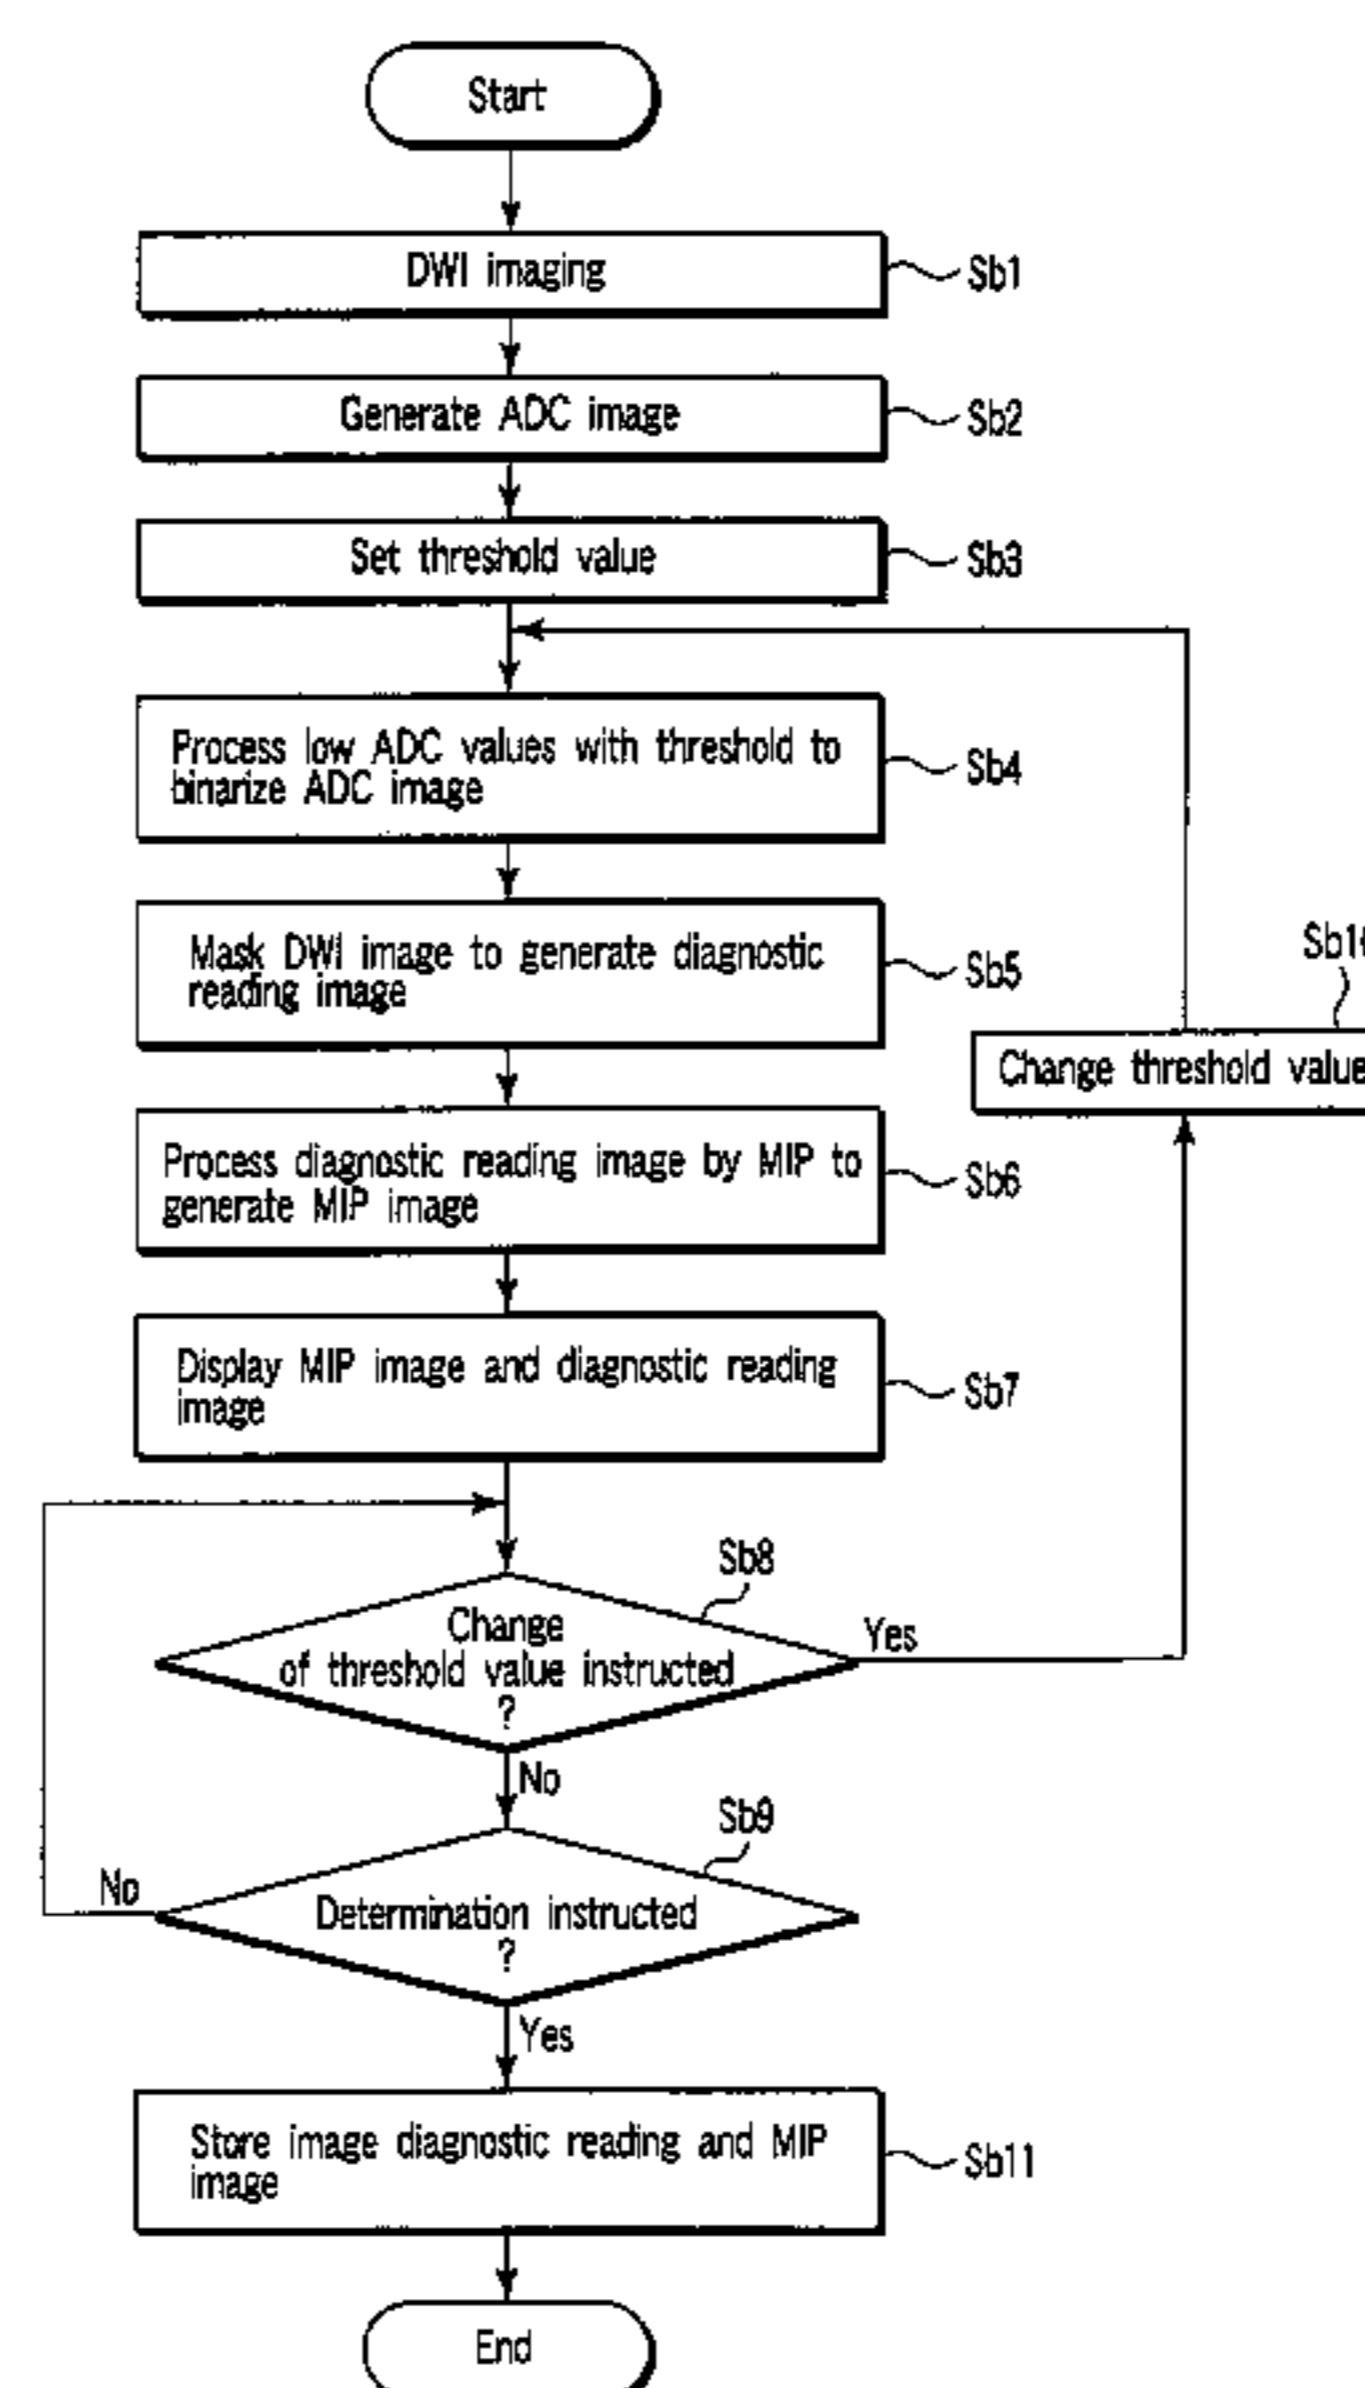 Start
DWI imaging
Sb1
Generate ADC image
Sb2
Set threshold value
Sb3
Process low ADC values with threshold to
binarize ADC image
Sb4
Mask DWI image to generate diagnostic
reading image
Sb5
Sb10
Change threshold value
Process diagnostic reading image by MIP to
generate MIP image
Sb6
Display MIP image and diagnostic reading
image
Sb7
Sb8
Change
of threshold value instructed
?
Yes
No
Sb9
Determination instructed
?
No
Yes
Store image diagnostic reading and MIP
image
Sb11
End